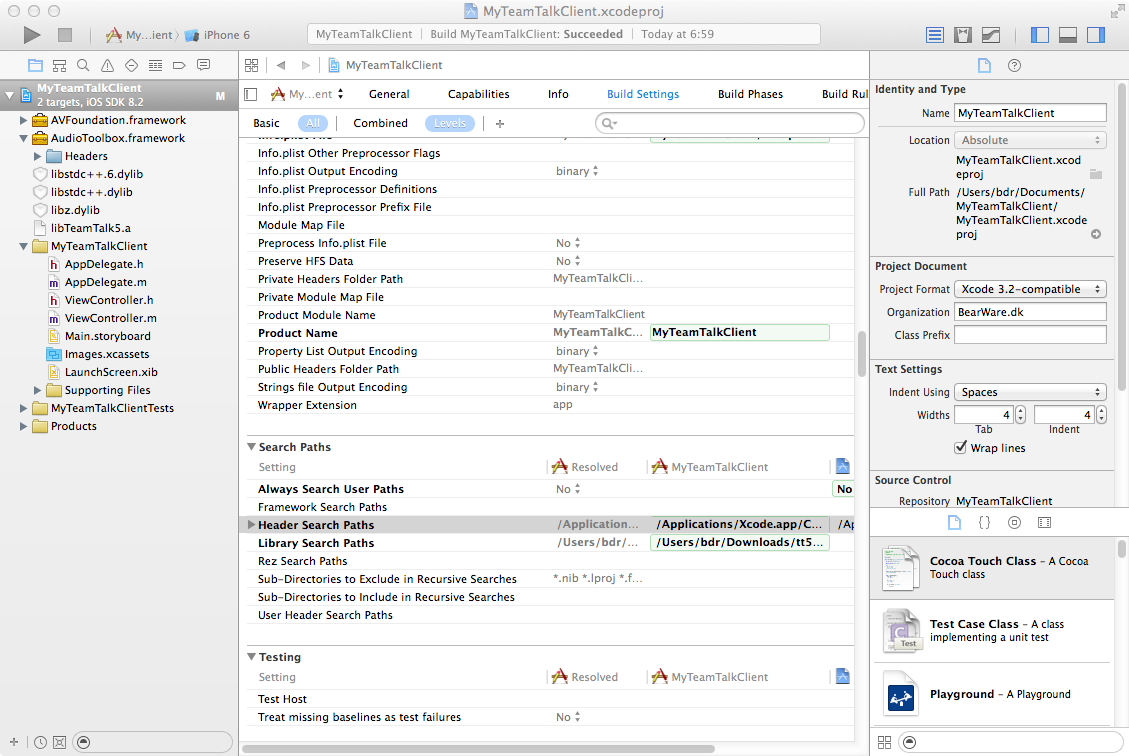 MyTeamTalkClient.xcodeproj
My...ient
iPhone 6
MyTeamTalkClient
Build MyTeamTalkClient: Succeeded
Today at 6:59
MyTeamTalkClient
2 targets, iOS SDK 8.2
M
AVFoundation.framework
AudioToolbox.framework
Headers
libstdc++.6.dylib
libstdc++.dylib
libz.dylib
libTeamTalk5.a
MyTeamTalkClient
AppDelegate.h
AppDelegate.m
ViewController.h
ViewController.m
Main.storyboard
Images.xcassets
LaunchScreen.xib
Supporting Files
MyTeamTalkClientTests
Products
MyTeamTalkClient
My...ent General Capabilities Info Build Settings Build Phases Build Rul
Basic All Combined Levels +
Info.plist Other Preprocessor Flags
Info.plist Output Encoding binary
Info.plist Preprocessor Definitions
Info.plist Preprocessor Prefix File
Module Map File
Preprocess Info.plist File No
Preserve HFS Data No
Private Headers Folder Path MyTeamTalkCli...
Private Module Map File
Product Module Name MyTeamTalkClient
Product Name MyTeamTalkC... MyTeamTalkClient
Property List Output Encoding binary
Public Headers Folder Path MyTeamTalkCli...
Strings file Output Encoding binary
Wrapper Extension app
Search Paths
Setting Resolved MyTeamTalkClient
Always Search User Paths No No
Framework Search Paths
Header Search Paths /Application... /Applications/Xcode.app/C... /Ap
Library Search Paths /Users/bdr/... /Users/bdr/Downloads/tt5...
Rez Search Paths
Sub-Directories to Exclude in Recursive Searches *.nib *.lproj *.f...
Sub-Directories to Include in Recursive Searches
User Header Search Paths
Testing
Setting Resolved MyTeamTalkClient
Test Host
Treat missing baselines as test failures No
Identity and Type
Name MyTeamTalkClient
Location Absolute
MyTeamTalkClient.xcod
eproj
Full Path /Users/bdr/Documents/
MyTeamTalkClient/
MyTeamTalkClient.xcode
proj
Project Document
Project Format Xcode 3.2-compatible
Organization BearWare.dk
Class Prefix
Text Settings
Indent Using Spaces
Widths 4 4
Tab Indent
Wrap lines
Source Control
Repository MyTeamTalkClient
Cocoa Touch Class – A Cocoa
Touch class
Test Case Class – A class
implementing a unit test
Test
Playground – A Playground